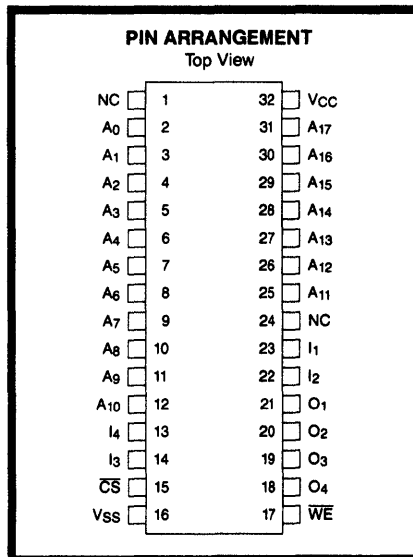 PIN ARRANGEMENT
Top View
NC 1 32 VCC
A0 2 31 A17
A1 3 30 A16
A2 4 29 A15
A3 5 28 A14
A4 6 27 A13
A5 7 26 A12
A6 8 25 A11
A7 9 24 NC
A8 10 23 I1
A9 11 22 I2
A10 12 21 O1
I4 13 20 O2
I3 14 19 O3
C̅S̅ 15 18 O4
VSS 16 17 W̅E̅